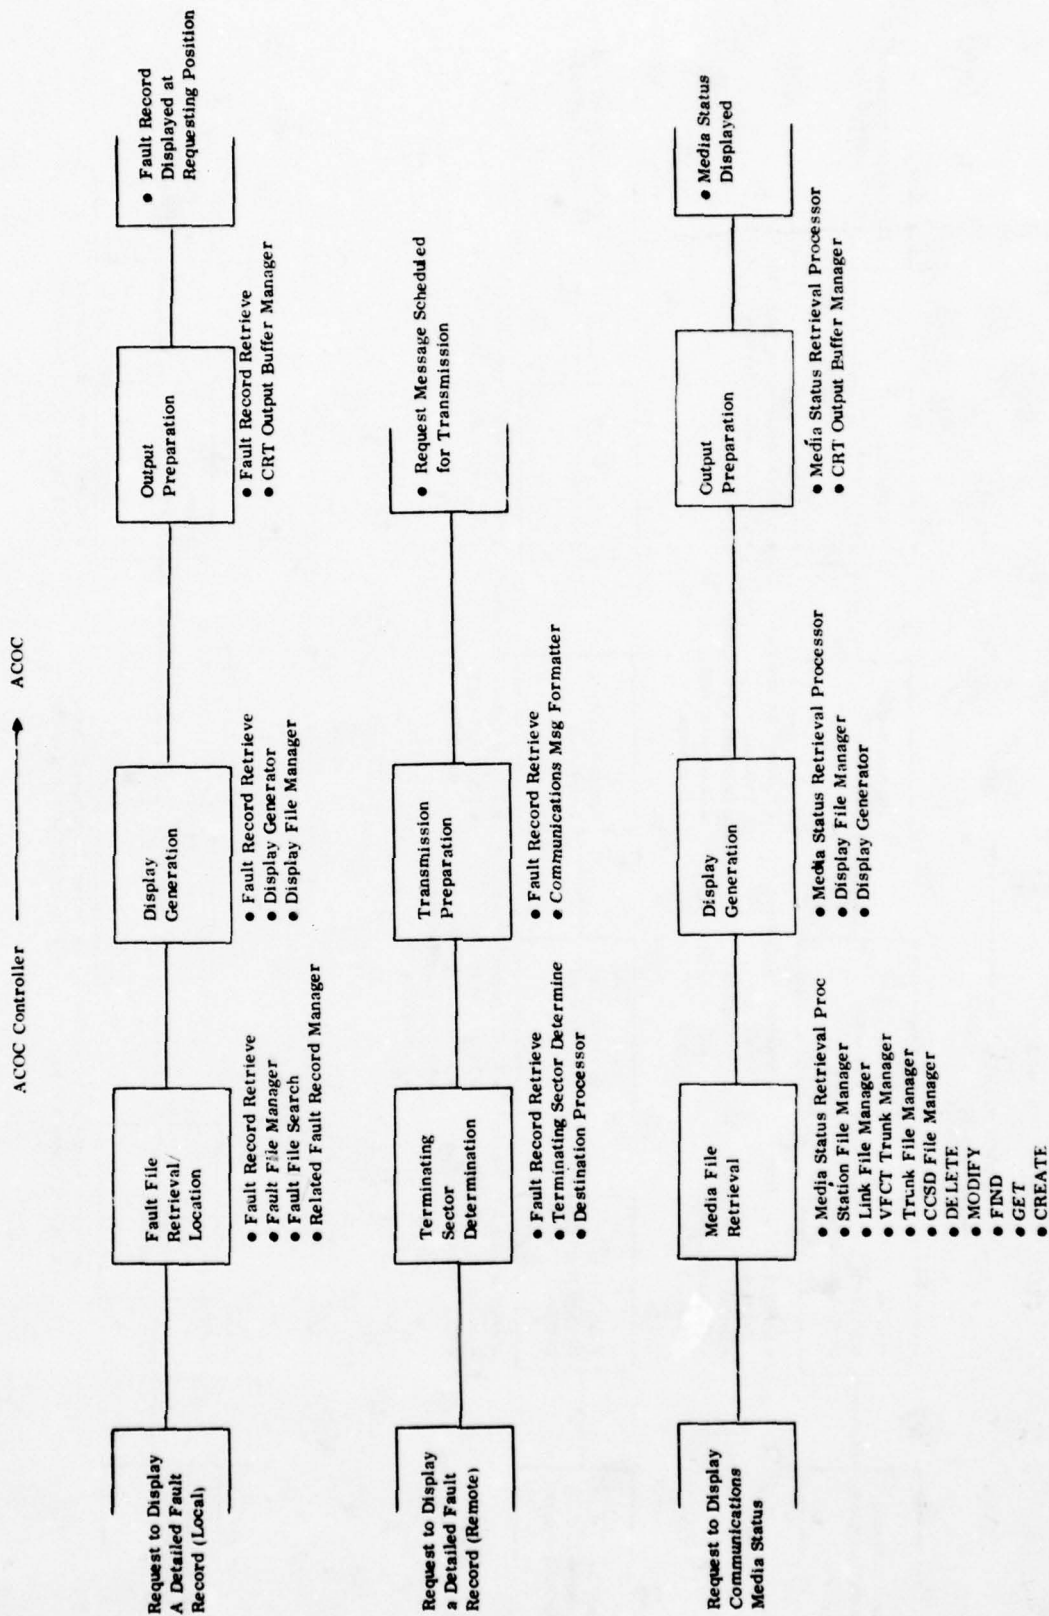 ACOC Controller → ACOC
Request to Display
A Detailed Fault
Record (Local)
Fault File
Retrieval/
Location
• Fault Record Retrieve
• Fault File Manager
• Fault File Search
• Related Fault Record Manager
Display
Generation
• Fault Record Retrieve
• Display Generator
• Display File Manager
Output
Preparation
• Fault Record Retrieve
• CRT Output Buffer Manager
• Fault Record
Displayed at
Requesting Position
Request to Display
a Detailed Fault
Record (Remote)
Terminating
Sector
Determination
• Fault Record Retrieve
• Terminating Sector Determine
• Destination Processor
Transmission
Preparation
• Fault Record Retrieve
• Communications Msg Formatter
• Request Message Scheduled
for Transmission
Request to Display
Communications
Media Status
Media File
Retrieval
• Media Status Retrieval Proc
• Station File Manager
• Link File Manager
• VFCT Trunk Manager
• Trunk File Manager
• CCSD File Manager
• DELETE
• MODIFY
• FIND
• GET
• CREATE
Display
Generation
• Media Status Retrieval Processor
• Display File Manager
• Display Generator
Output
Preparation
• Media Status Retrieval Processor
• CRT Output Buffer Manager
• Media Status
Displayed